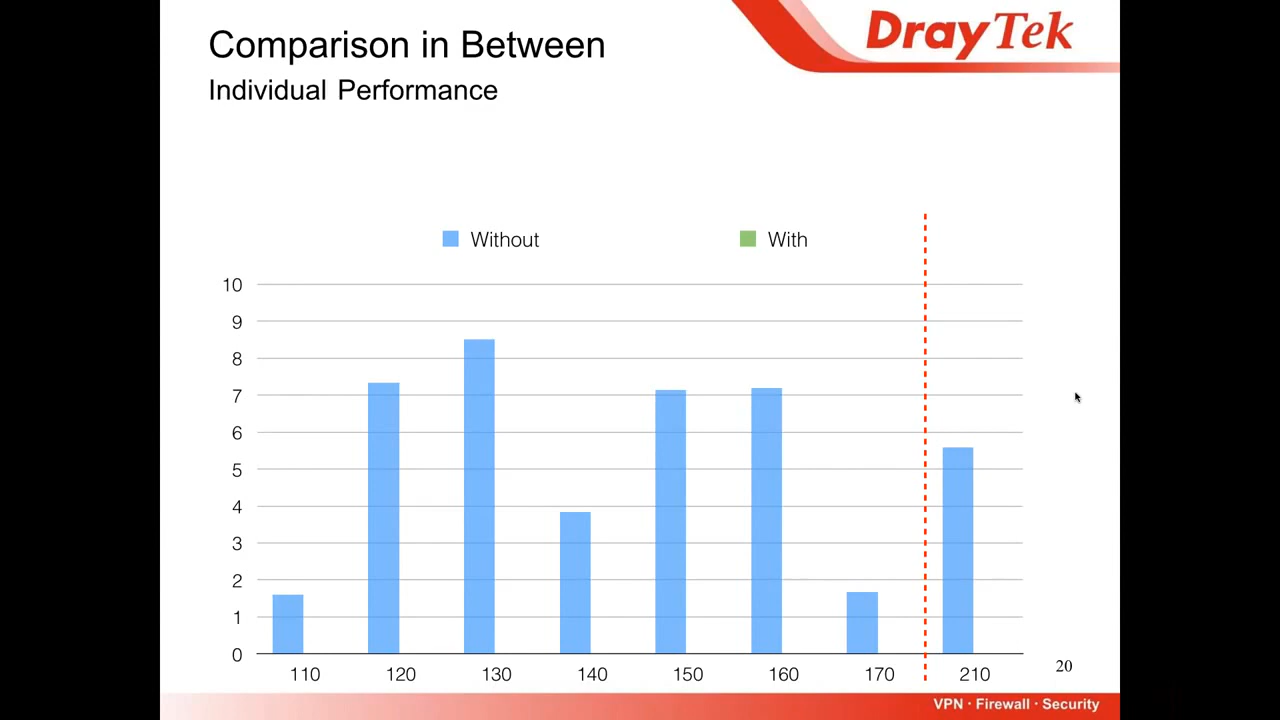 Comparison in Between
DrayTek
Individual Performance
Without
With
10
9
8
7
6
5
4
3
2
1
0
110 120 130 140 150 160 170 210
20
VPN · Firewall · Security